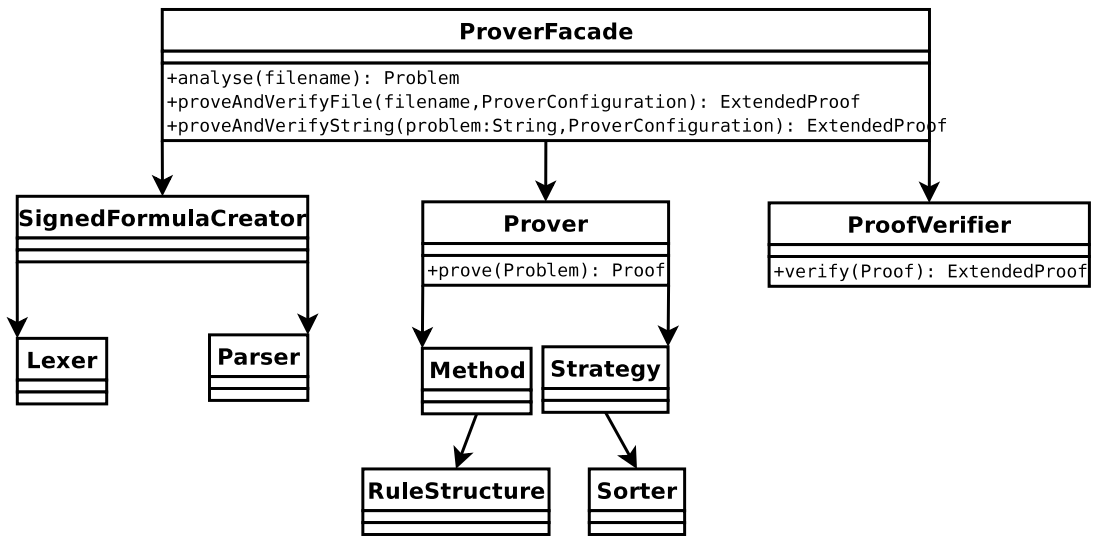 ProverFacade
+analyse(filename): Problem
+proveAndVerifyFile(filename,ProverConfiguration): ExtendedProof
+proveAndVerifyString(problem:String,ProverConfiguration): ExtendedProof
SignedFormulaCreator
Prover
+prove(Problem): Proof
ProofVerifier
+verify(Proof): ExtendedProof
Lexer
Parser
Method
Strategy
RuleStructure
Sorter